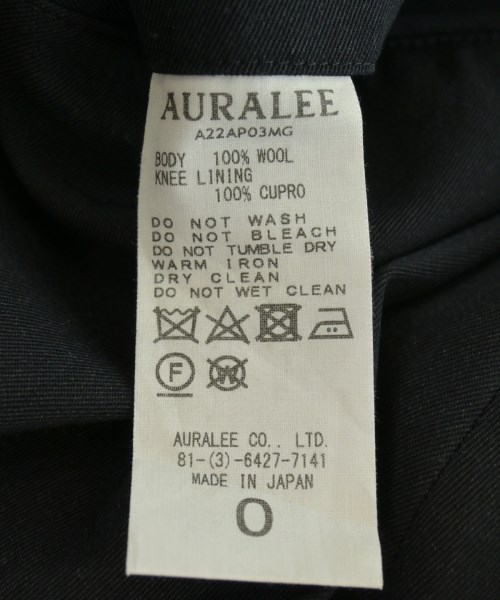 AURALEE
A22AP03MG
BODY 100% WOOL
KNEE LINING
100% CUPRO
DO NOT WASH
DO NOT BLEACH
DO NOT TUMBLE DRY
WARM IRON
DRY CLEAN
DO NOT WET CLEAN
F W
AURALEE CO., LTD.
81-(3)-6427-7141
MADE IN JAPAN
O